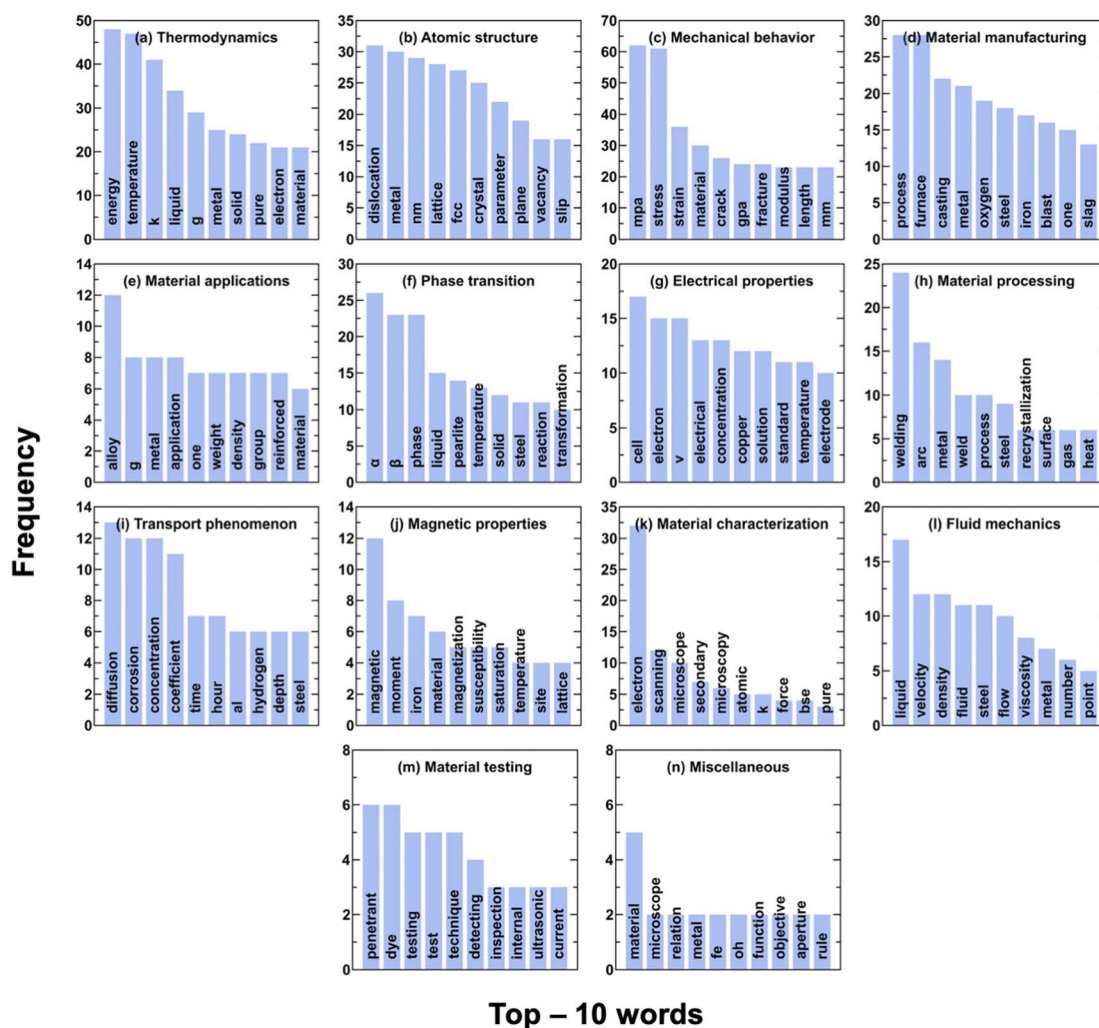 Frequency
(a) Thermodynamics
50
40
30
20
10
0
energy
temperature
k
liquid
g
metal
solid
pure
electron
material
(b) Atomic structure
35
30
25
20
15
10
5
0
dislocation
metal
nm
lattice
fcc
crystal
parameter
plane
vacancy
slip
(c) Mechanical behavior
70
60
50
40
30
20
10
0
mpa
stress
strain
material
crack
gpa
fracture
modulus
length
mm
(d) Material manufacturing
30
25
20
15
10
5
0
process
furnace
casting
metal
oxygen
steel
iron
blast
one
slag
(e) Material applications
14
12
10
8
6
4
2
0
alloy
g
metal
application
one
weight
density
group
reinforced
material
(f) Phase transition
30
25
20
15
10
5
0
α
β
phase
liquid
pearlite
temperature
solid
steel
reaction
transformation
(g) Electrical properties
20
15
10
5
0
cell
electron
v
electrical
concentration
copper
solution
standard
temperature
electrode
(h) Material processing
25
20
15
10
5
0
welding
arc
metal
weld
process
steel
recrystallization
surface
gas
heat
(i) Transport phenomenon
14
12
10
8
6
4
2
0
diffusion
corrosion
concentration
coefficient
time
hour
al
hydrogen
depth
steel
(j) Magnetic properties
14
12
10
8
6
4
2
0
magnetic
moment
iron
material
magnetization
susceptibility
saturation
temperature
site
lattice
(k) Material characterization
35
30
25
20
15
10
5
0
electron
scanning
microscope
secondary
microscopy
atomic
k
force
bse
pure
(l) Fluid mechanics
20
15
10
5
0
liquid
velocity
density
fluid
steel
flow
viscosity
metal
number
point
(m) Material testing
8
6
4
2
0
penetrant
dye
testing
test
technique
detecting
inspection
internal
ultrasonic
current
(n) Miscellaneous
8
6
4
2
0
material
microscope
relation
metal
fe
oh
function
objective
aperture
rule
Top – 10 words